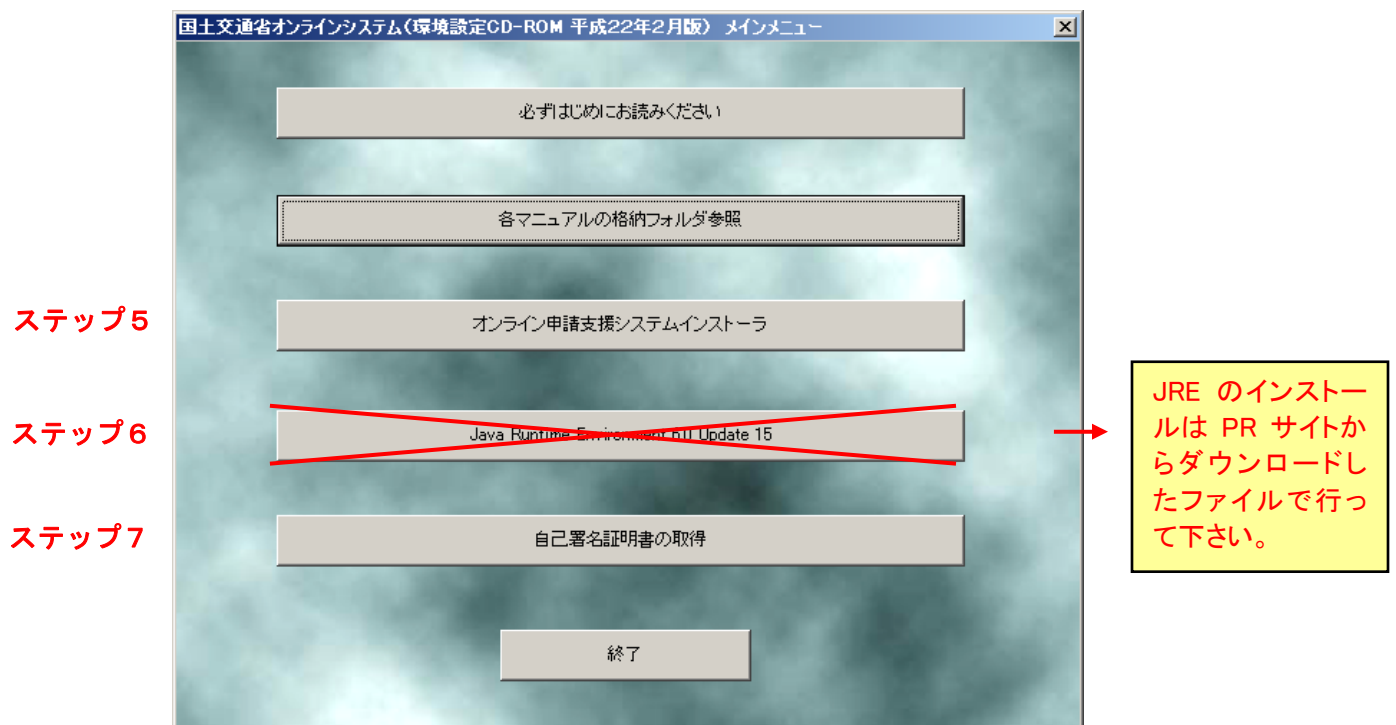 国土交通省オンラインシステム(環境設定CD-ROM 平成22年2月版) メインメニュー
必ずはじめにお読みください
各マニュアルの格納フォルダ参照
ステップ5
オンライン申請支援システムインストーラ
ステップ6
Java Runtime Environment 6.0 Update 15
JRE のインストー
ルは PR サイトか
らダウンロードし
たファイルで行っ
て下さい。
ステップ7
自己署名証明書の取得
終了